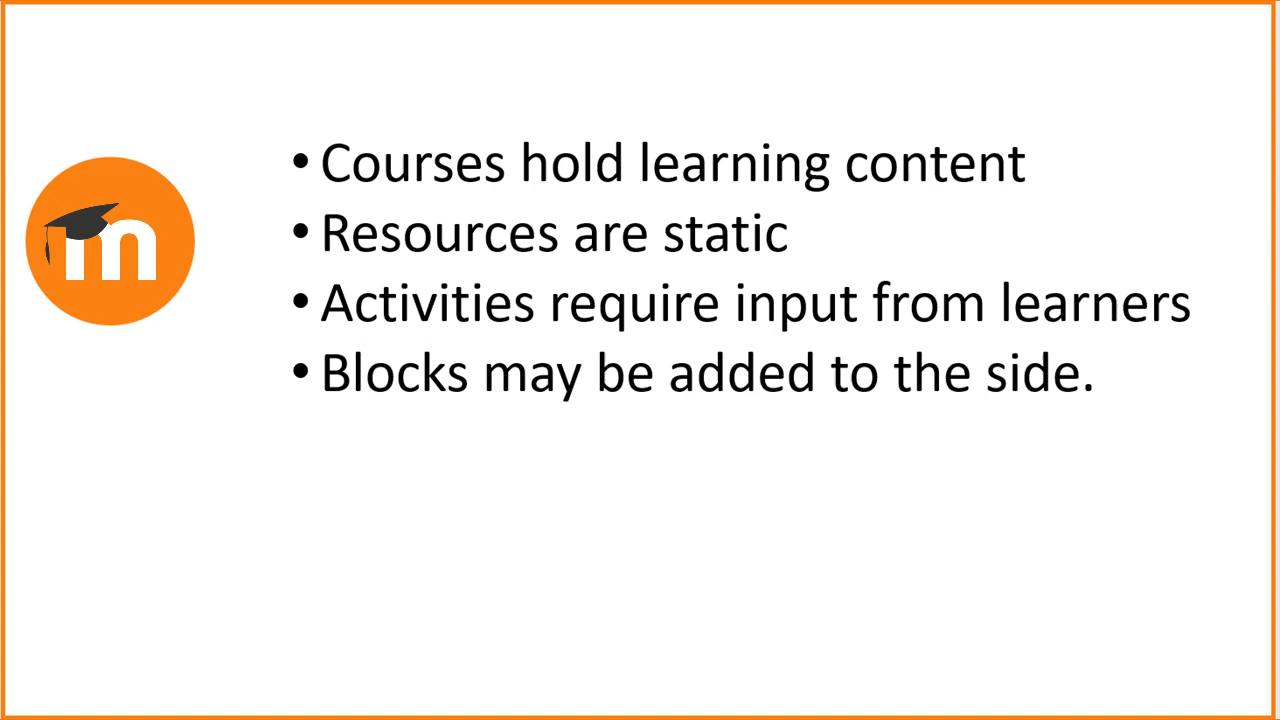 m
• Courses hold learning content
• Resources are static
• Activities require input from learners
• Blocks may be added to the side.